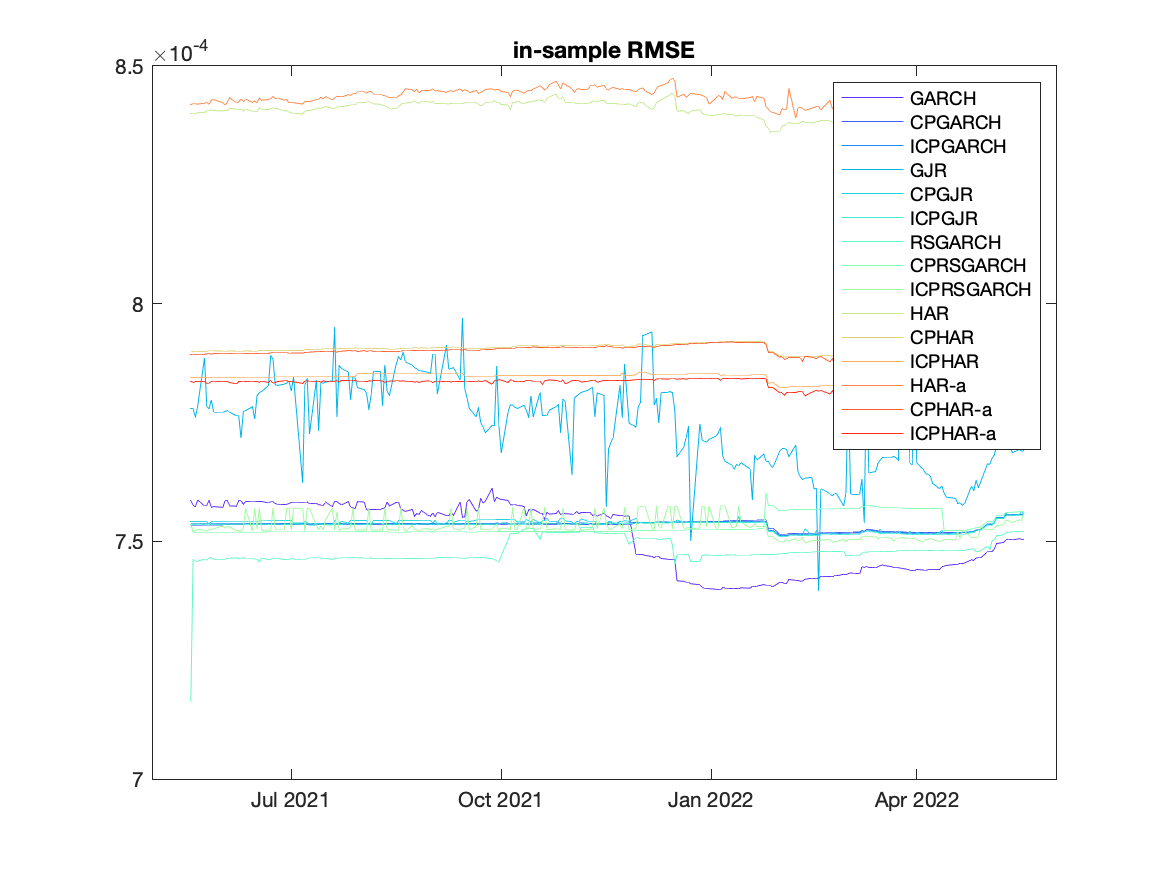 in-sample RMSE
×10-4
8.5
8
7.5
7
Jul 2021
Oct 2021
Jan 2022
Apr 2022
GARCH
CPGARCH
ICPGARCH
GJR
CPGJR
ICPGJR
RSGARCH
CPRSGARCH
ICPRSGARCH
HAR
CPHAR
ICPHAR
HAR-a
CPHAR-a
ICPHAR-a